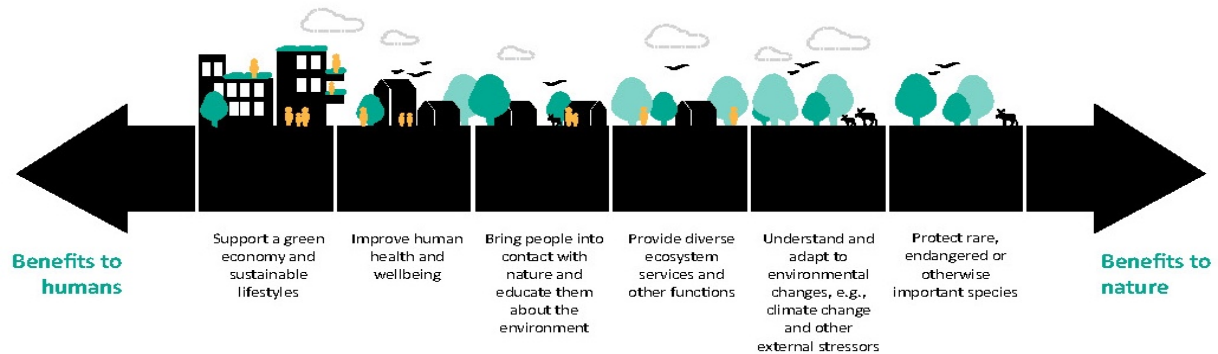 Benefits to
humans
Support a green
economy and
sustainable
lifestyles
Improve human
health and
wellbeing
Bring people into
contact with
nature and
educate them
about the
environment
Provide diverse
ecosystem
services and
other functions
Understand and
adapt to
environmental
changes, e.g.,
climate change
and other
external stressors
Protect rare,
endangered or
otherwise
important species
Benefits to
nature